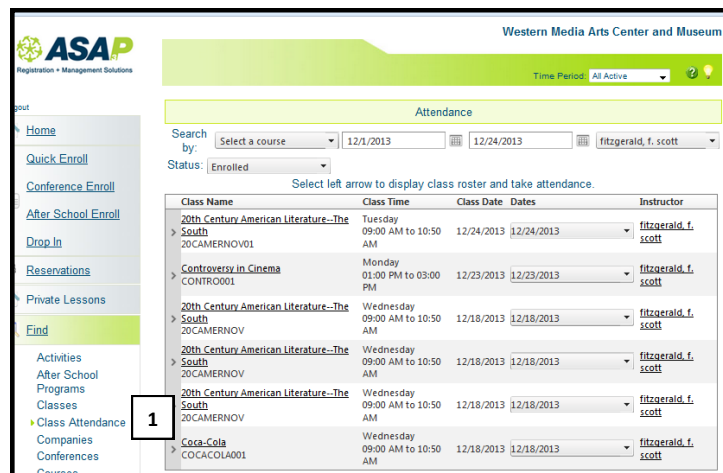 Western Media Arts Center and Museum
ASAP
Registration + Management Solutions
Time Period: All Active
gout
Home
Quick Enroll
Conference Enroll
After School Enroll
Drop In
Reservations
Private Lessons
Find
Activities
After School
Programs
Classes
Class Attendance
Companies
Conferences
Courses
1
Attendance
Search by: Select a course 12/1/2013 12/24/2013 fitzgerald, f. scott
Status: Enrolled
Select left arrow to display class roster and take attendance.
Class Name Class Time Class Date Dates Instructor
20th Century American Literature--The Tuesday
South 09:00 AM to 10:50 12/24/2013 12/24/2013 fitzgerald, f.
20CAMERNOV01 AM scott
Controversy in Cinema Monday
CONTRO001 01:00 PM to 03:00 12/23/2013 12/23/2013 fitzgerald, f.
PM scott
20th Century American Literature--The Wednesday
South 09:00 AM to 10:50 12/18/2013 12/18/2013 fitzgerald, f.
20CAMERNOV AM scott
20th Century American Literature--The Wednesday
South 09:00 AM to 10:50 12/18/2013 12/18/2013 fitzgerald, f.
20CAMERNOV AM scott
20th Century American Literature--The Wednesday
South 09:00 AM to 10:50 12/18/2013 12/18/2013 fitzgerald, f.
20CAMERNOV AM scott
Coca-Cola Wednesday
COCACOLA001 09:00 AM to 10:50 12/18/2013 12/18/2013 fitzgerald, f.
AM scott